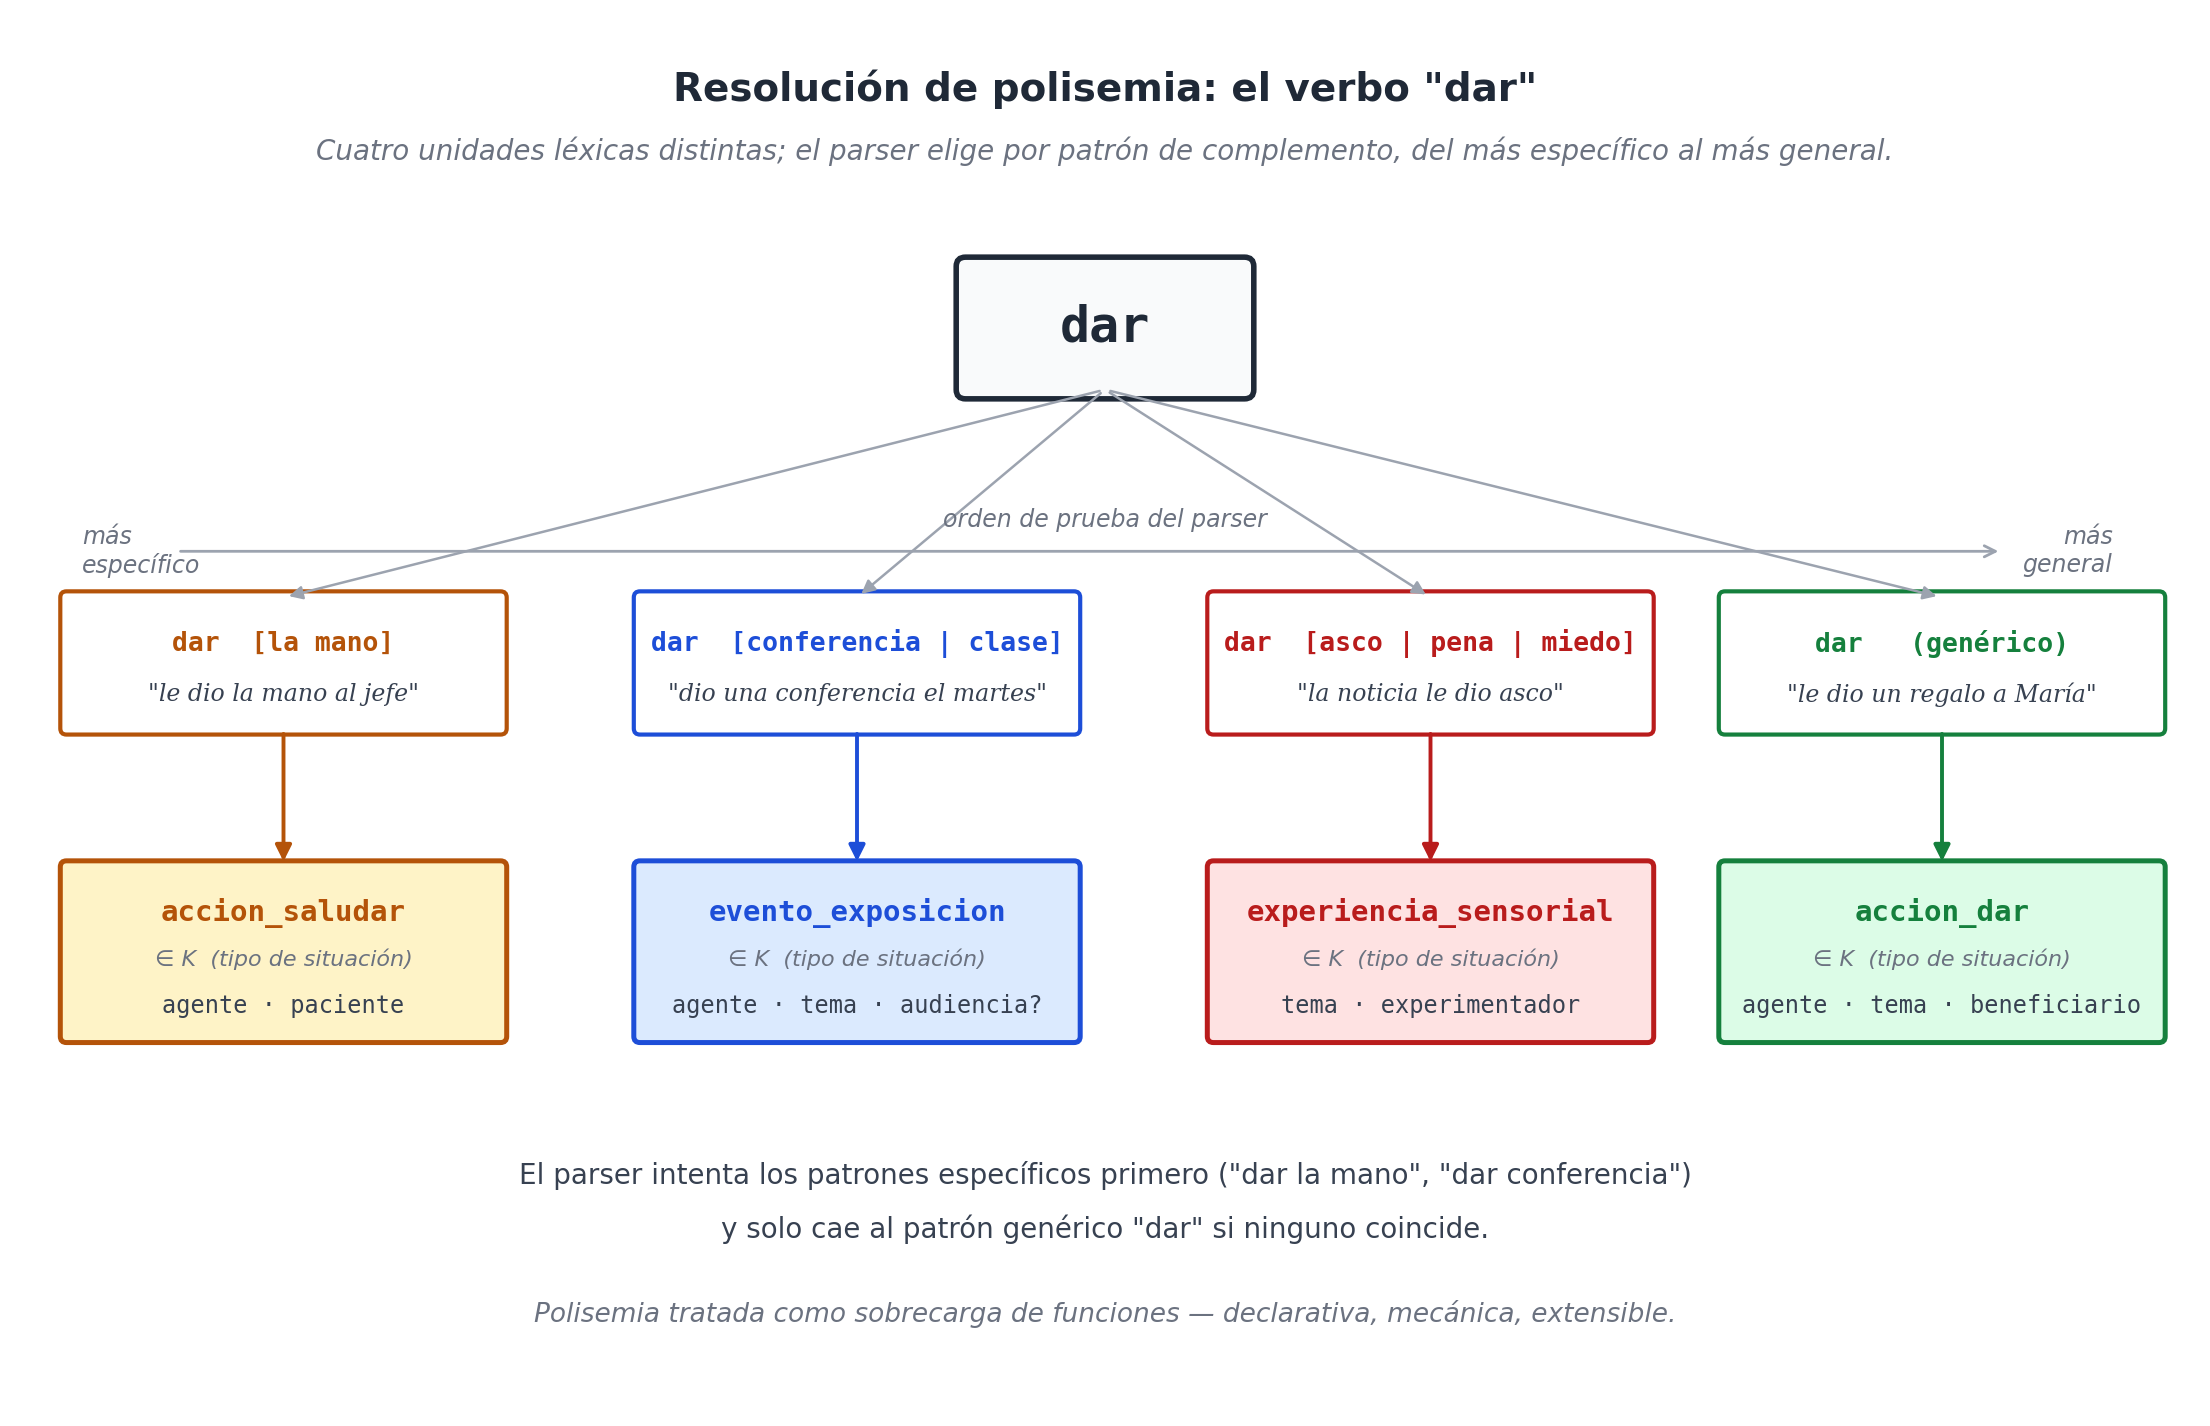 Resolución de polisemia: el verbo "dar"
Cuatro unidades léxicas distintas; el parser elige por patrón de complemento, del más específico al más general.
dar
orden de prueba del parser
más
específico
más
general
dar  [la mano]
"le dio la mano al jefe"
dar  [conferencia | clase]
"dio una conferencia el martes"
dar  [asco | pena | miedo]
"la noticia le dio asco"
dar   (genérico)
"le dio un regalo a María"
accion_saludar
∈ K  (tipo de situación)
agente · paciente
evento_exposicion
∈ K  (tipo de situación)
agente · tema · audiencia?
experiencia_sensorial
∈ K  (tipo de situación)
tema · experimentador
accion_dar
∈ K  (tipo de situación)
agente · tema · beneficiario
El parser intenta los patrones específicos primero ("dar la mano", "dar conferencia")
y solo cae al patrón genérico "dar" si ninguno coincide.
Polisemia tratada como sobrecarga de funciones — declarativa, mecánica, extensible.